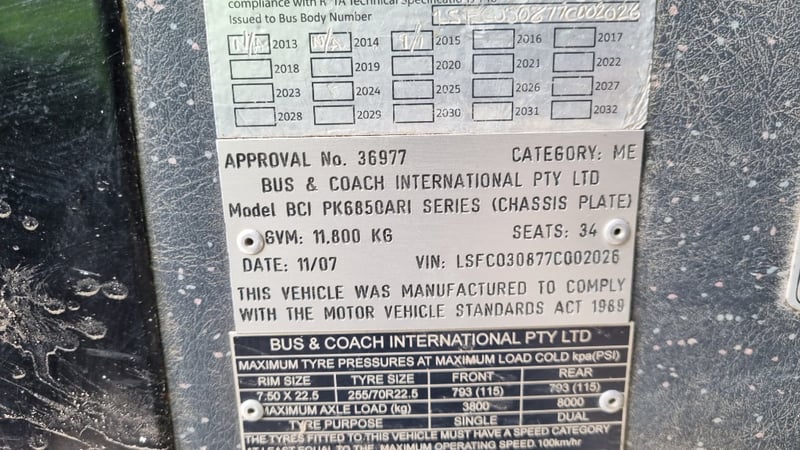 compliance with R TA Technical Specification 148
Issued to Bus Body Number LSFC030877C002026
N/A 2013 N/A 2014 2015 2016 2017
2018 2019 2020 2021 2022
2023 2024 2025 2026 2027
2028 2029 2030 2031 2032
APPROVAL No. 36977 CATEGORY: ME
BUS & COACH INTERNATIONAL PTY LTD
Model BCI PK6850ARI SERIES (CHASSIS PLATE)
GVM: 11.800 KG SEATS: 34
DATE: 11/07 VIN: LSFC030877C002026
THIS VEHICLE WAS MANUFACTURED TO COMPLY
WITH THE MOTOR VEHICLE STANDARDS ACT 1989
BUS & COACH INTERNATIONAL PTY LTD
MAXIMUM TYRE PRESSURES AT MAXIMUM LOAD COLD kpa(PSI)
RIM SIZE TYRE SIZE FRONT REAR
7.50 X 22.5 255/70R22.5 793 (115) 793 (115)
MAXIMUM AXLE LOAD (kg) 3800 8000
TYRE PURPOSE SINGLE DUAL
THE TYRES FITTED TO THIS VEHICLE MUST HAVE A SPEED CATEGORY
AT LEAST EQUAL TO THE MAXIMUM OPERATING SPEED. 100km/hr